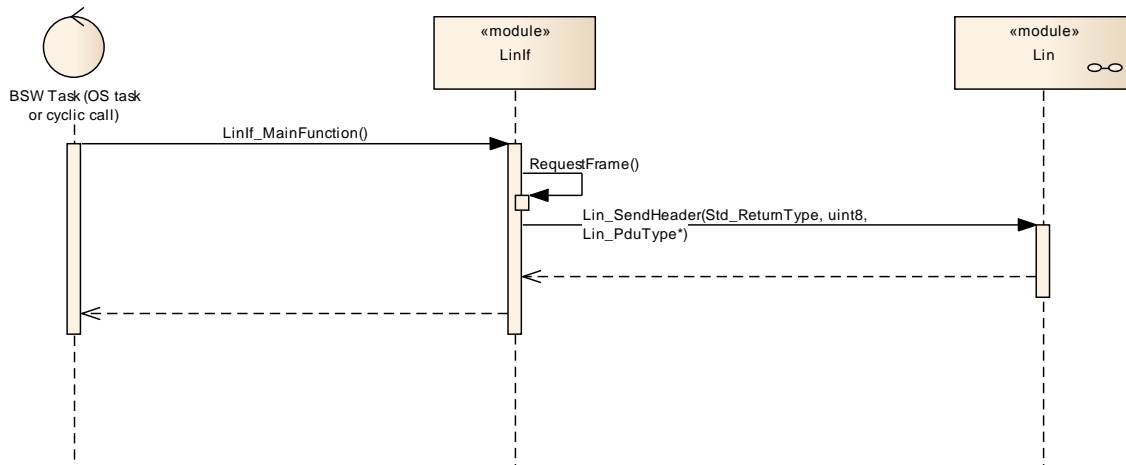 «module»
LinIf
«module»
Lin
BSW Task (OS task
or cyclic call)
LinIf_MainFunction()
RequestFrame()
Lin_SendHeader(Std_ReturnType, uint8,
Lin_PduType*)